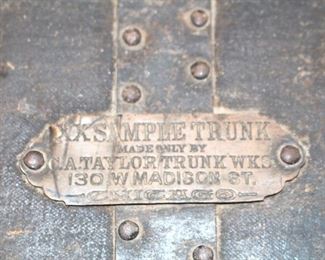 XX SAMPLE TRUNK
MADE ONLY BY
C.A. TAYLOR TRUNK WKS.
130 W MADISON ST.
CHICAGO